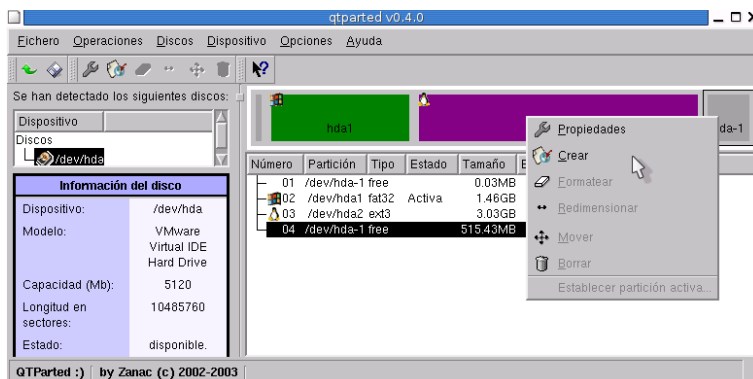 qtparted v0.4.0
Fichero Operaciones Discos Dispositivo Opciones Ayuda
Se han detectado los siguientes discos:
Dispositivo
Discos
/dev/hda
Información del disco
Dispositivo: /dev/hda
Modelo: VMware
Virtual IDE
Hard Drive
Capacidad (Mb): 5120
Longitud en 10485760
sectores:
Estado: disponible.
hda1
da-1
Número Partición Tipo Estado Tamaño
01 /dev/hda-1 free 0.03MB
02 /dev/hda1 fat32 Activa 1.46GB
03 /dev/hda2 ext3 3.03GB
04 /dev/hda-1 free 515.43MB
Propiedades
Crear
Formatear
Redimensionar
Mover
Borrar
Establecer partición activa...
QTParted :) by Zanac (c) 2002-2003